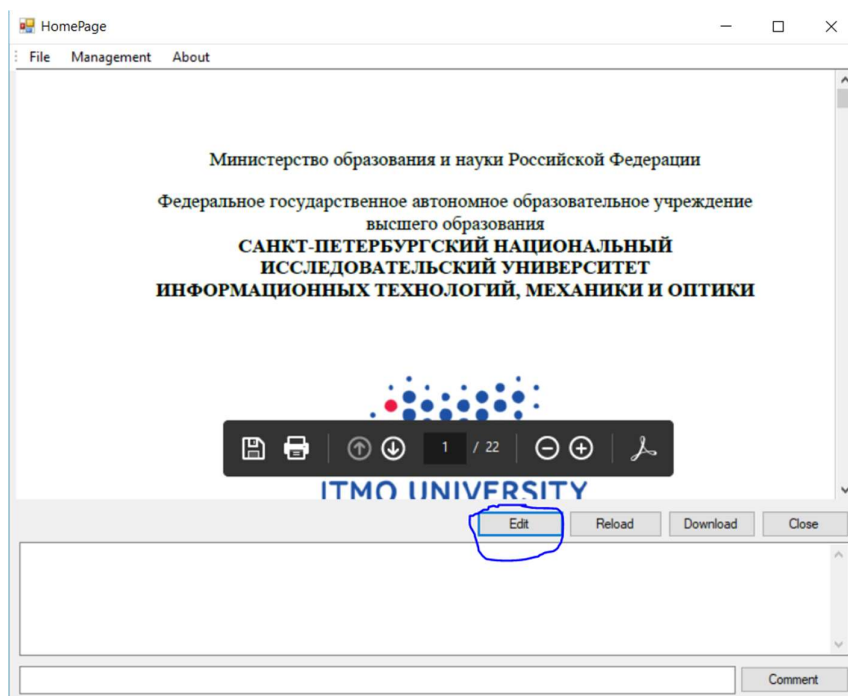 HomePage
File Management About
Министерство образования и науки Российской Федерации
Федеральное государственное автономное образовательное учреждение
высшего образования
САНКТ-ПЕТЕРБУРГСКИЙ НАЦИОНАЛЬНЫЙ
ИССЛЕДОВАТЕЛЬСКИЙ УНИВЕРСИТЕТ
ИНФОРМАЦИОННЫХ ТЕХНОЛОГИЙ, МЕХАНИКИ И ОПТИКИ
1 / 22
ITMO UNIVERSITY
Edit Reload Download Close
Comment